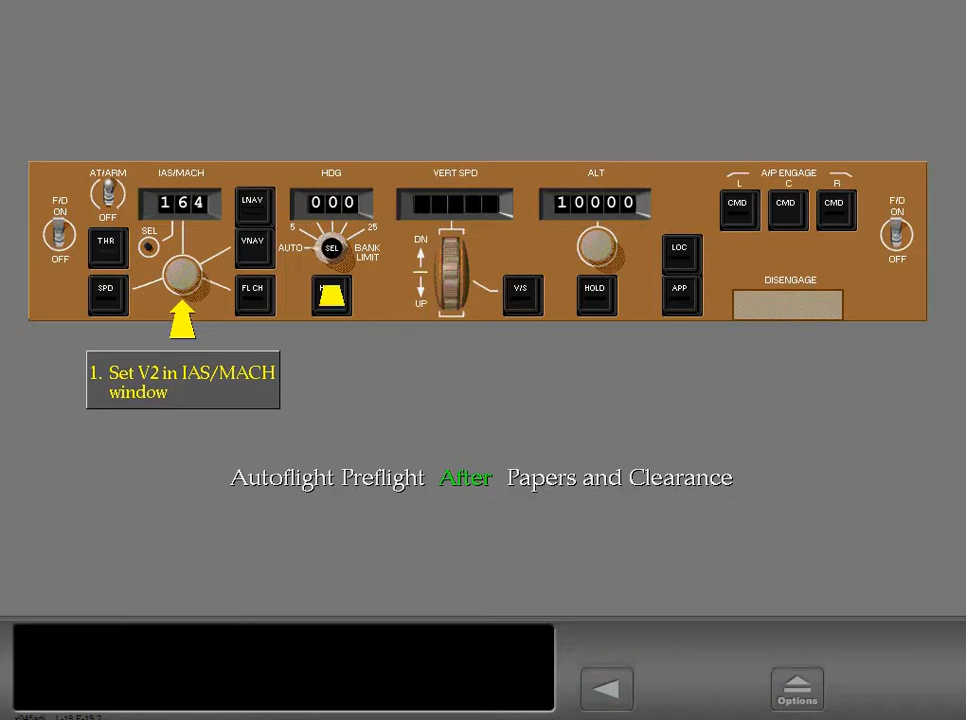 AT/ARM
IAS/MACH
HDG
VERT SPD
ALT
A/P ENGAGE
L C R
F/D
ON
OFF
OFF
164
LNAV
000
10000
CMD CMD CMD
F/D
ON
OFF
SEL
THR
VNAV
5 25
AUTO
SEL
BANK
LIMIT
DN
UP
LOC
SPD
FL CH
V/S
HOLD
APP
DISENGAGE
1. Set V2 in IAS/MACH
window
Autoflight Preflight After Papers and Clearance
Options